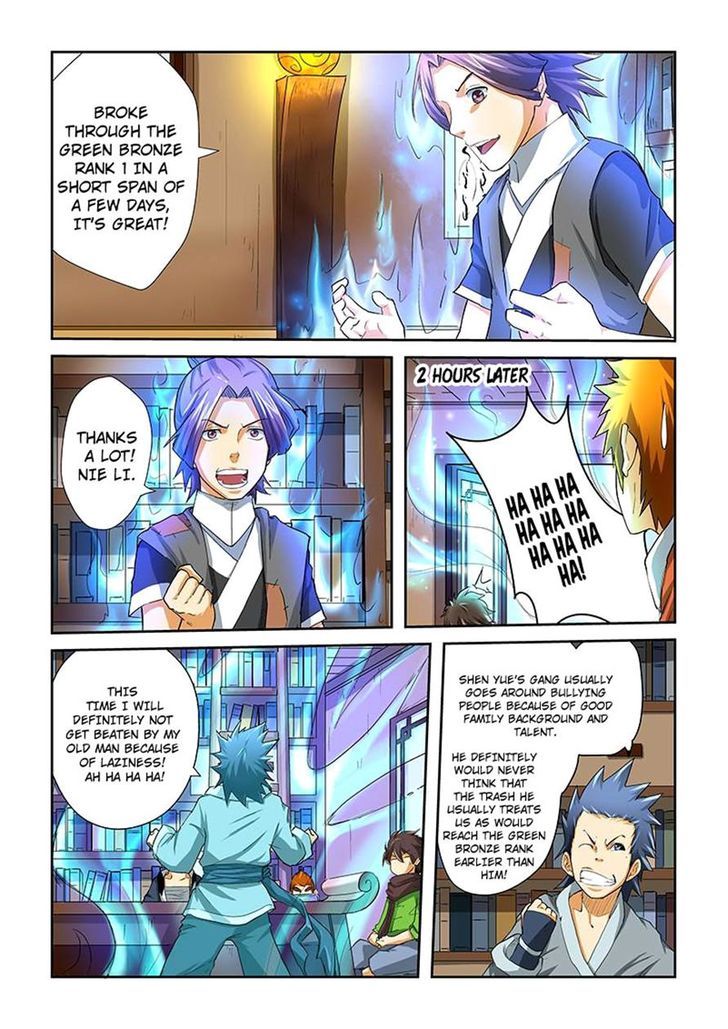 BROKE
THROUGH THE
GREEN BRONZE
RANK 1 IN A
SHORT SPAN OF
A FEW DAYS,
IT'S GREAT!
THANKS
A LOT!
NIE LI.
2 HOURS LATER
HA HA HA
HA HA HA
HA HA HA
HA!
THIS
TIME I WILL
DEFINITELY NOT
GET BEATEN BY MY
OLD MAN BECAUSE
OF LAZINESS!
AH HA HA HA!
SHEN YUE'S GANG USUALLY
GOES AROUND BULLYING
PEOPLE BECAUSE OF GOOD
FAMILY BACKGROUND AND
TALENT.
HE DEFINITELY
WOULD NEVER
THINK THAT
THE TRASH HE
USUALLY TREATS
US AS WOULD
REACH THE GREEN
BRONZE RANK
EARLIER THAN
HIM!